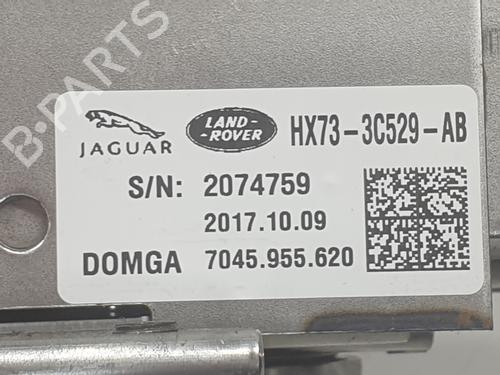 B-PARTS
JAGUAR
LAND-
-ROVER
HX73-3C529-AB
S/N: 2074759
2017.10.09
DOMGA 7045.955.620